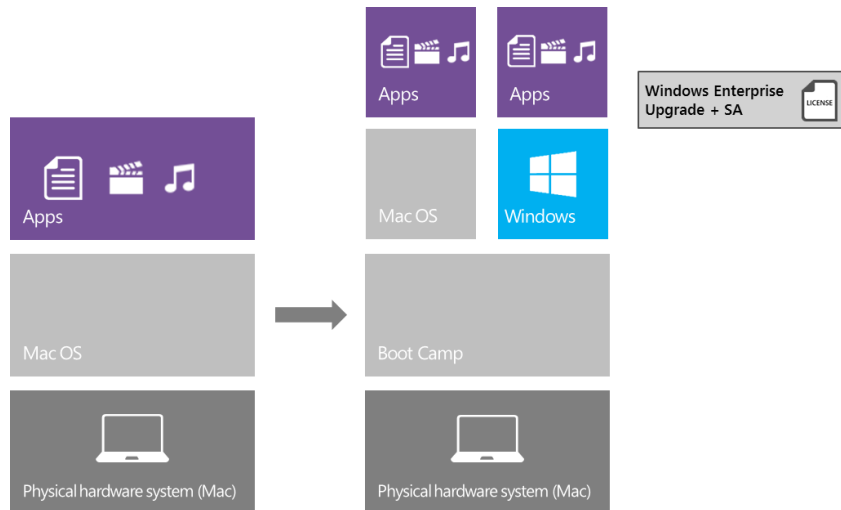 Apps
Mac OS
Physical hardware system (Mac)
Apps
Apps
Mac OS
Windows
Boot Camp
Physical hardware system (Mac)
Windows Enterprise
Upgrade + SA
LICENSE